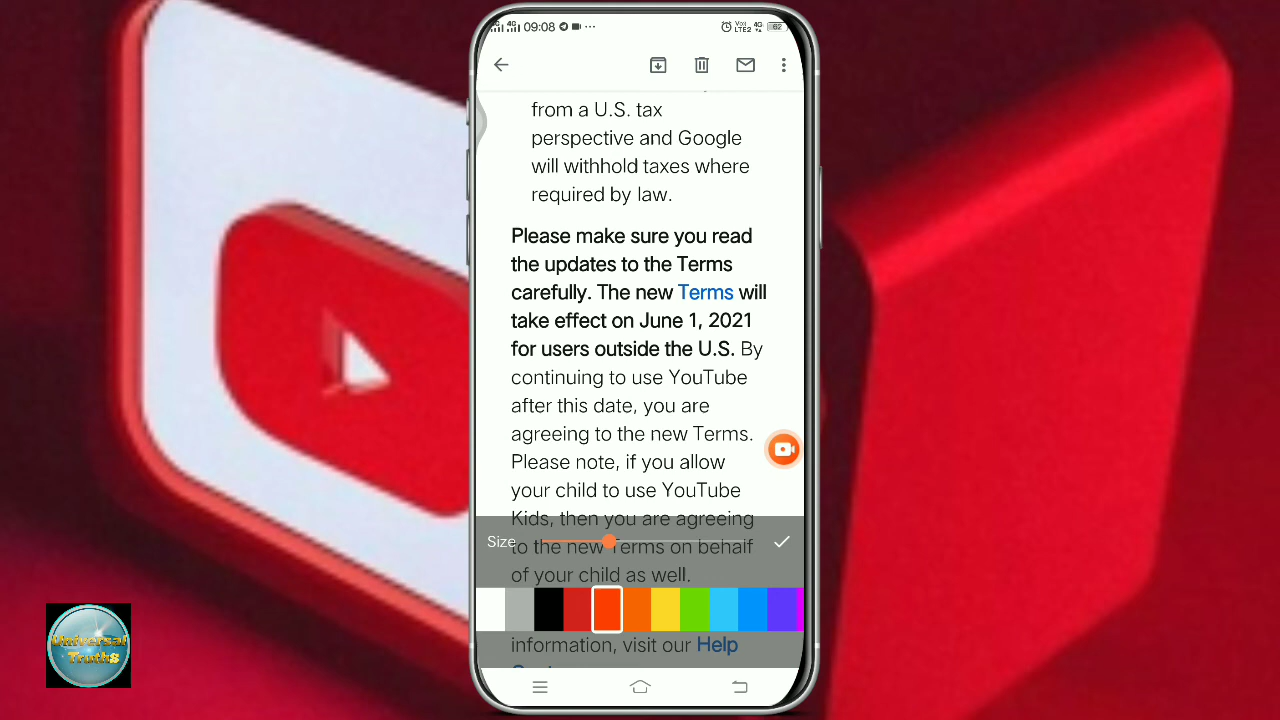 09:08
62
from a U.S. tax
perspective and Google
will withhold taxes where
required by law.
Please make sure you read
the updates to the Terms
carefully. The new Terms will
take effect on June 1, 2021
for users outside the U.S. By
continuing to use YouTube
after this date, you are
agreeing to the new Terms.
Please note, if you allow
your child to use YouTube
Kids, then you are agreeing
Size
to the new Terms on behalf
of your child as well.
information, visit our Help
Universal
Truths